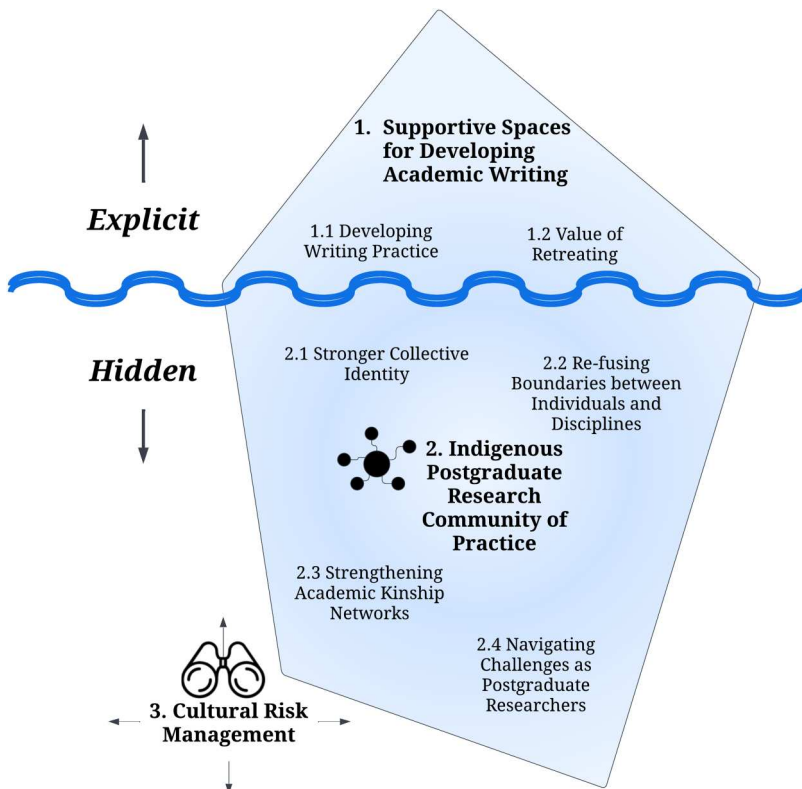 1. Supportive Spaces
for Developing
Academic Writing
Explicit
1.1 Developing
Writing Practice
1.2 Value of
Retreating
Hidden
2.1 Stronger Collective
Identity
2.2 Re-fusing
Boundaries between
Individuals and
Disciplines
2. Indigenous
Postgraduate
Research
Community of
Practice
2.3 Strengthening
Academic Kinship
Networks
2.4 Navigating
Challenges as
Postgraduate
Researchers
3. Cultural Risk
Management